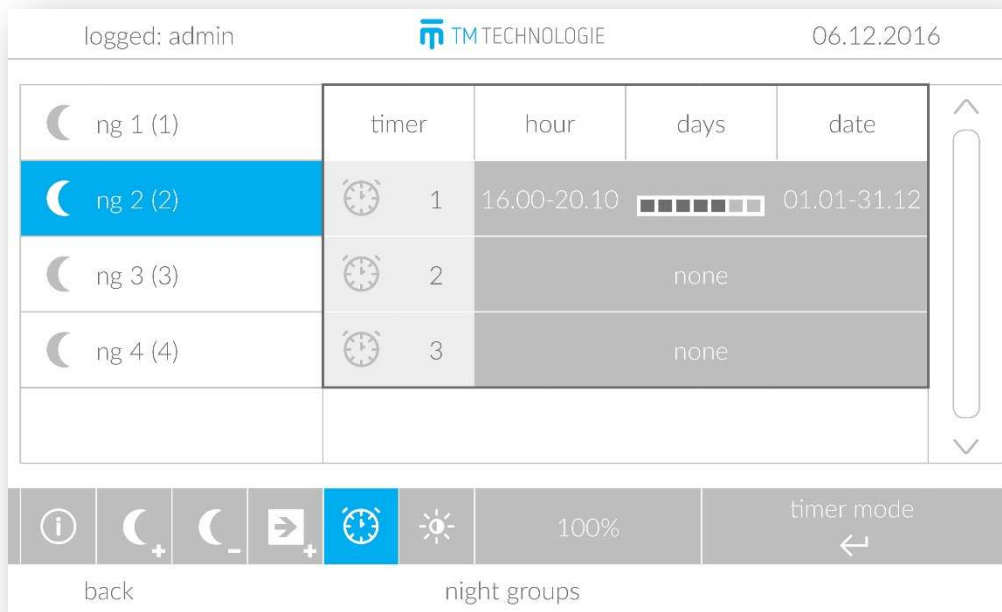 logged: admin TM TECHNOLOGIE 06.12.2016
ng 1 (1) timer hour days date
ng 2 (2) 1 16.00-20.10 01.01-31.12
ng 3 (3) 2 none
ng 4 (4) 3 none
100% timer mode
back night groups